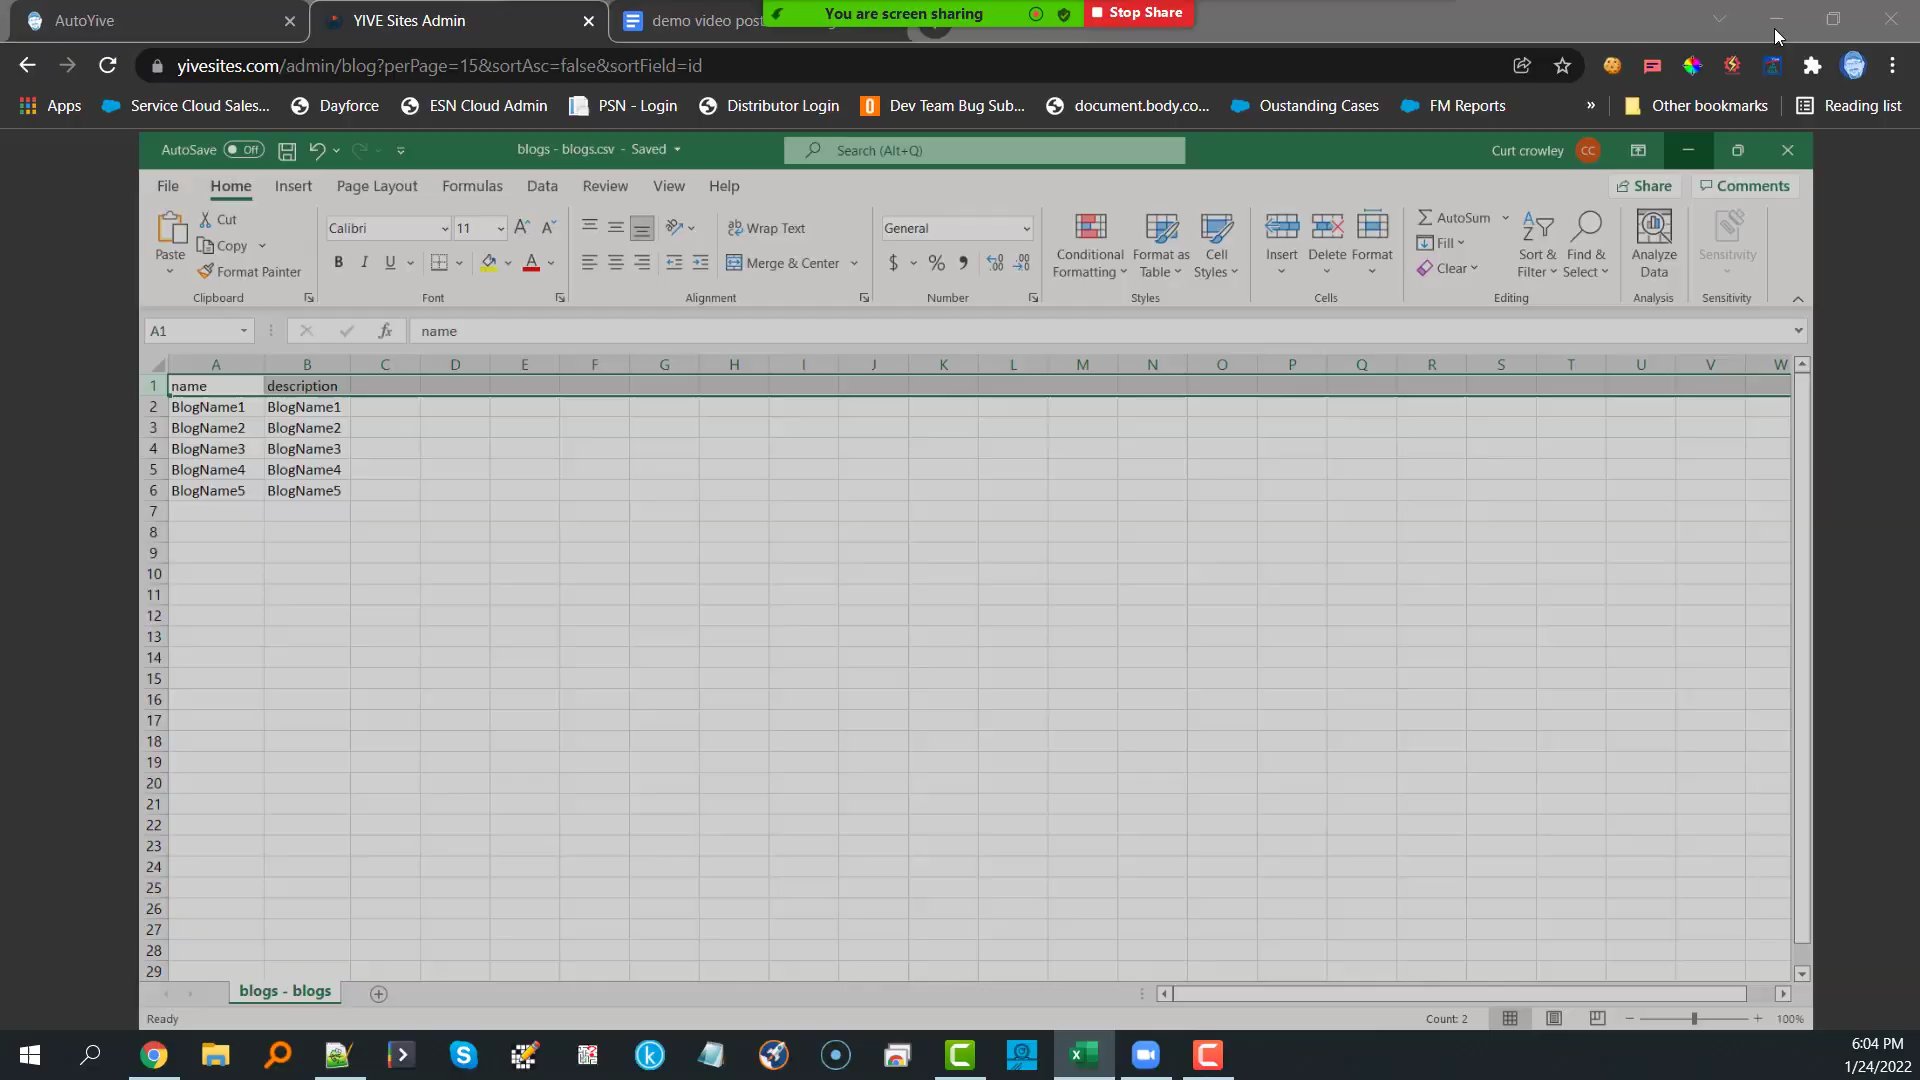 AutoYive
YIVE Sites Admin
demo video post
You are screen sharing
Stop Share
yivesites.com/admin/blog?perPage=15&sortAsc=false&sortField=id
Apps
Service Cloud Sales...
Dayforce
ESN Cloud Admin
PSN - Login
Distributor Login
Dev Team Bug Sub...
document.body.co...
Oustanding Cases
FM Reports
»
Other bookmarks
Reading list
AutoSave Off
blogs - blogs.csv - Saved
Search (Alt+Q)
Curt crowley CC
File Home Insert Page Layout Formulas Data Review View Help
Share
Comments
Paste
Cut
Copy
Format Painter
Clipboard
Calibri 11
B I U
Font
Wrap Text
Merge & Center
Alignment
General
$ % ,
Number
Conditional Formatting
Format as Table
Cell Styles
Styles
Insert
Delete
Format
Cells
AutoSum
Fill
Clear
Sort & Filter
Find & Select
Editing
Analyze Data
Analysis
Sensitivity
Sensitivity
A1 fx name
A B C D E F G H I J K L M N O P Q R S T U V W
1 name description
2 BlogName1 BlogName1
3 BlogName2 BlogName2
4 BlogName3 BlogName3
5 BlogName4 BlogName4
6 BlogName5 BlogName5
7
8
9
10
11
12
13
14
15
16
17
18
19
20
21
22
23
24
25
26
27
28
29
blogs - blogs
Ready
Count: 2
100%
6:04 PM
1/24/2022